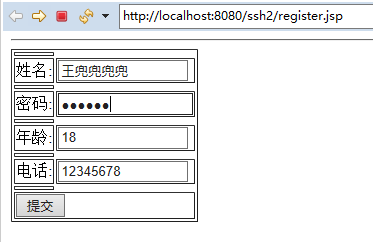 http://localhost:8080/ssh2/register.jsp
姓名: 王兜兜兜兜
密码: ••••••
年龄: 18
电话: 12345678
提交